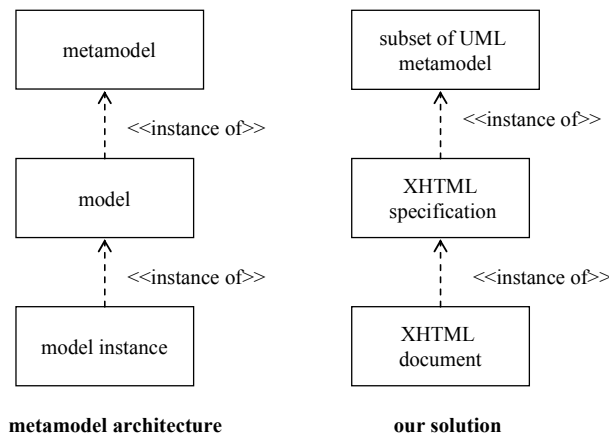 metamodel
<<instance of>>
model
<<instance of>>
model instance
metamodel architecture
subset of UML
metamodel
<<instance of>>
XHTML
specification
<<instance of>>
XHTML
document
our solution